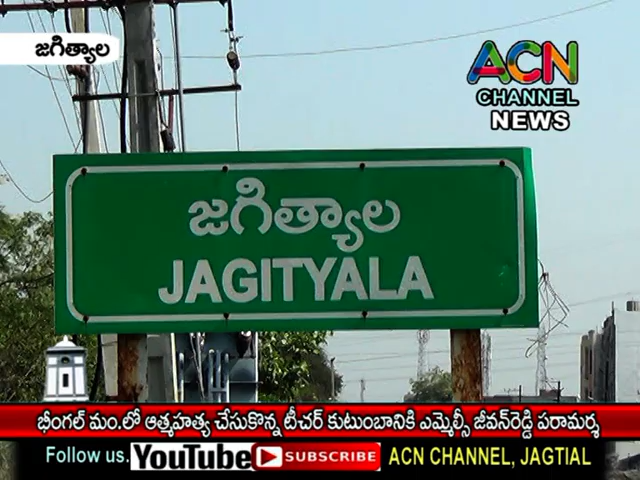 జగిత్యాల
ACN
CHANNEL
NEWS
జగిత్యాల
JAGITYALA
భీంగల్ మం.లో ఆత్మహత్య చేసుకొన్న టీచర్ కుటుంబానికి ఎమ్మెల్సీ జీవన్‌రెడ్డి పరామర్శ
Follow us. YouTube SUBSCRIBE ACN CHANNEL, JAGTIAL